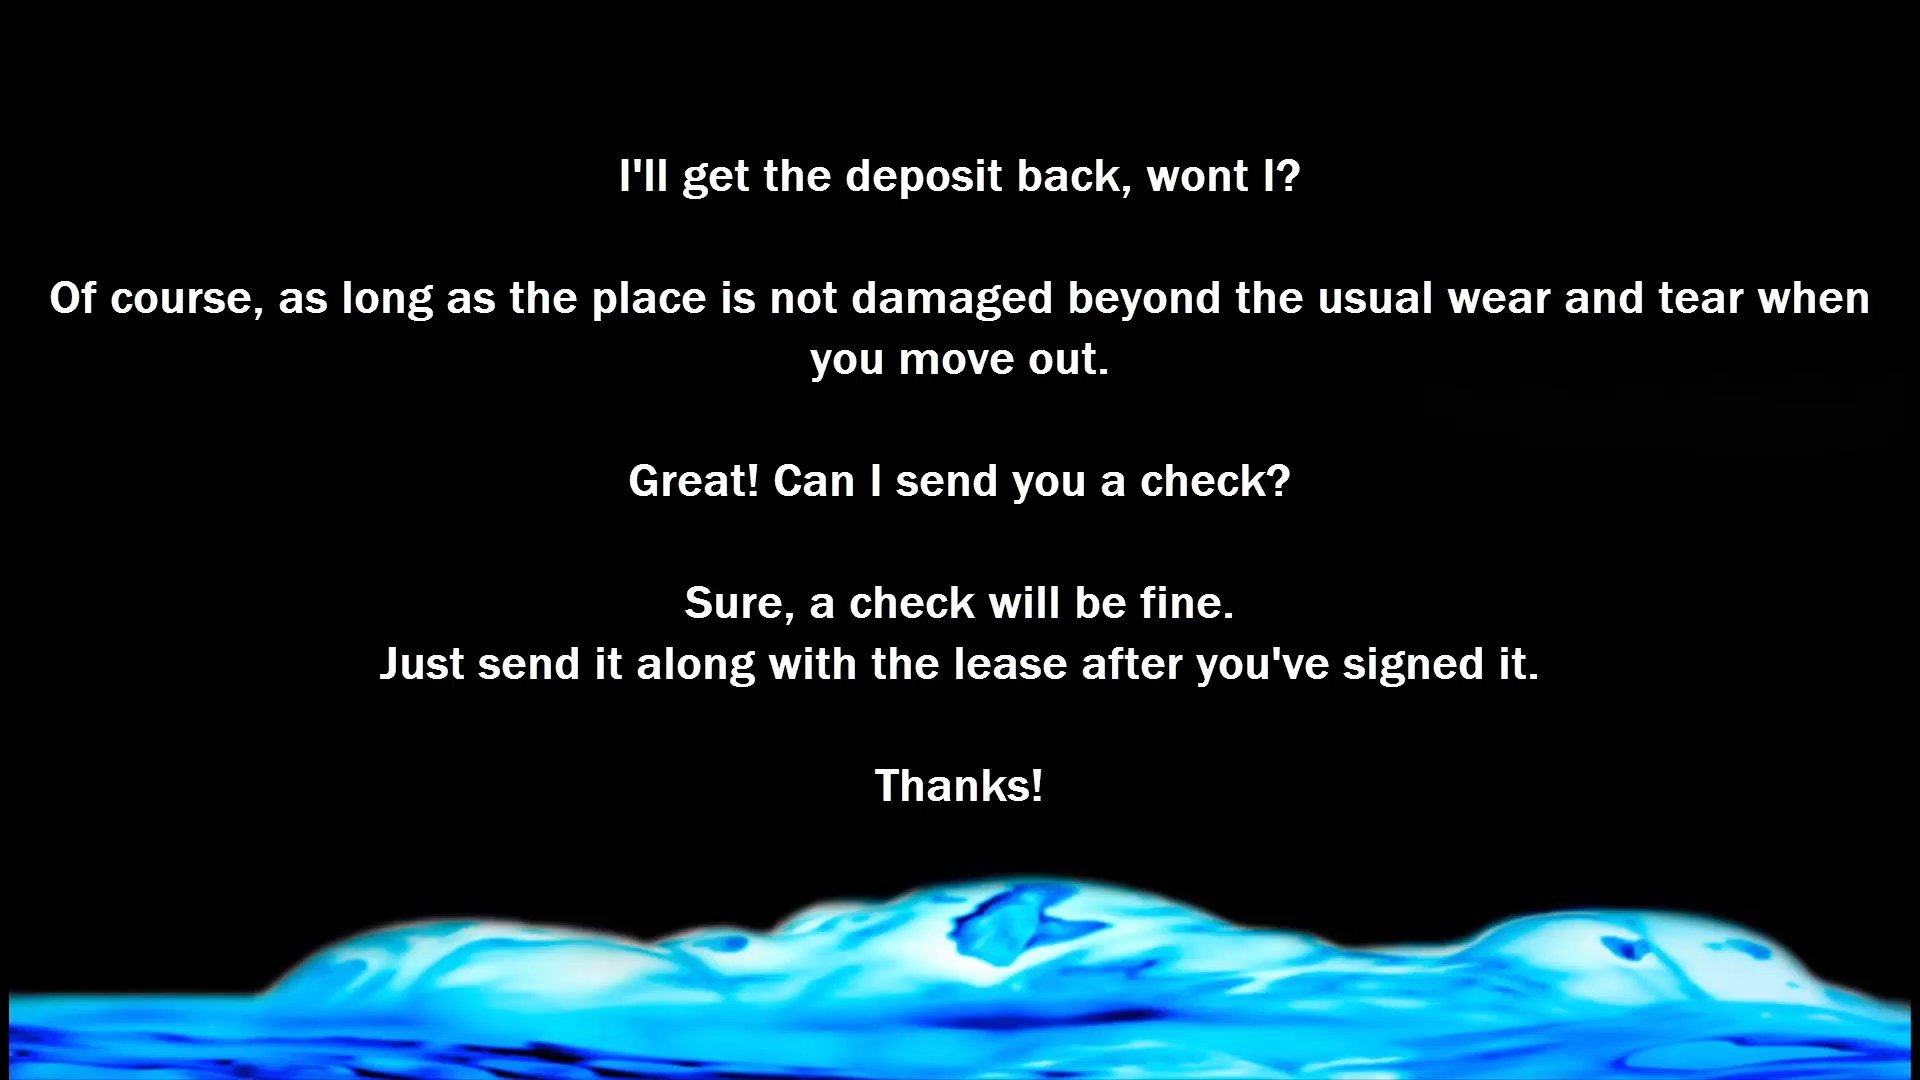 I'll get the deposit back, wont I?
Of course, as long as the place is not damaged beyond the usual wear and tear when
you move out.
Great! Can I send you a check?
Sure, a check will be fine.
Just send it along with the lease after you've signed it.
Thanks!